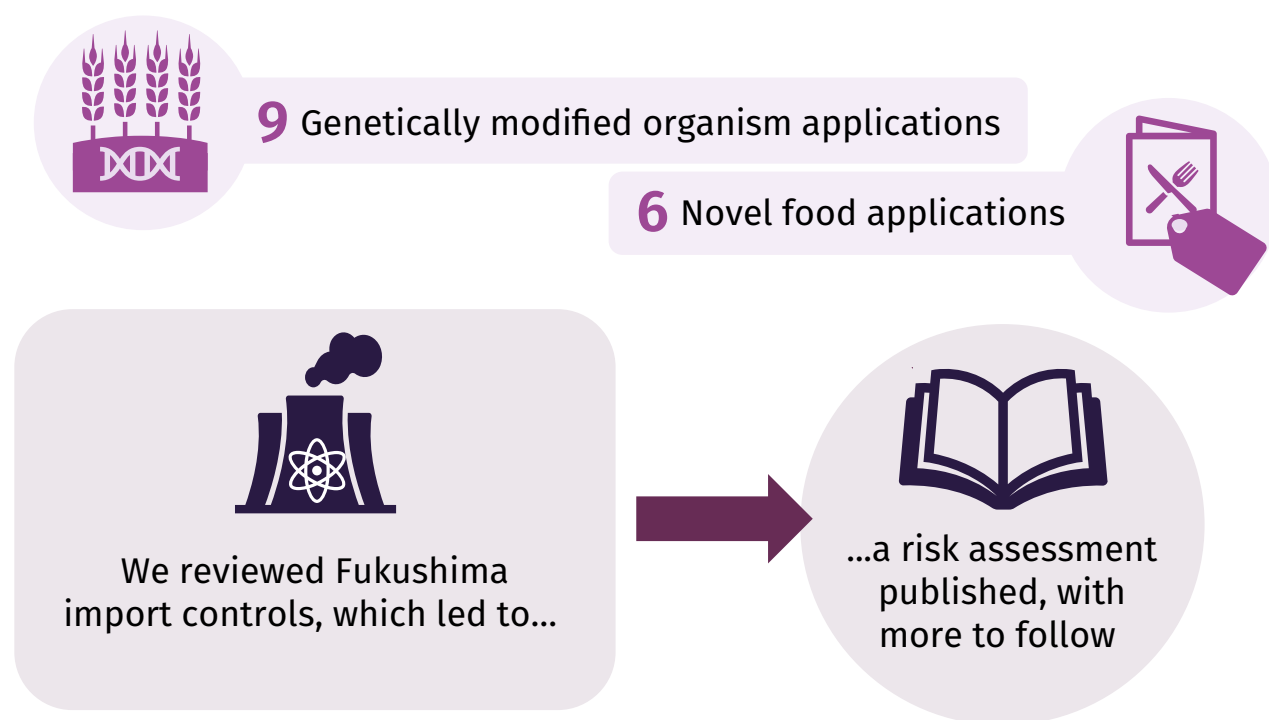 9 Genetically modified organism applications
6 Novel food applications
We reviewed Fukushima
import controls, which led to...
...a risk assessment
published, with
more to follow